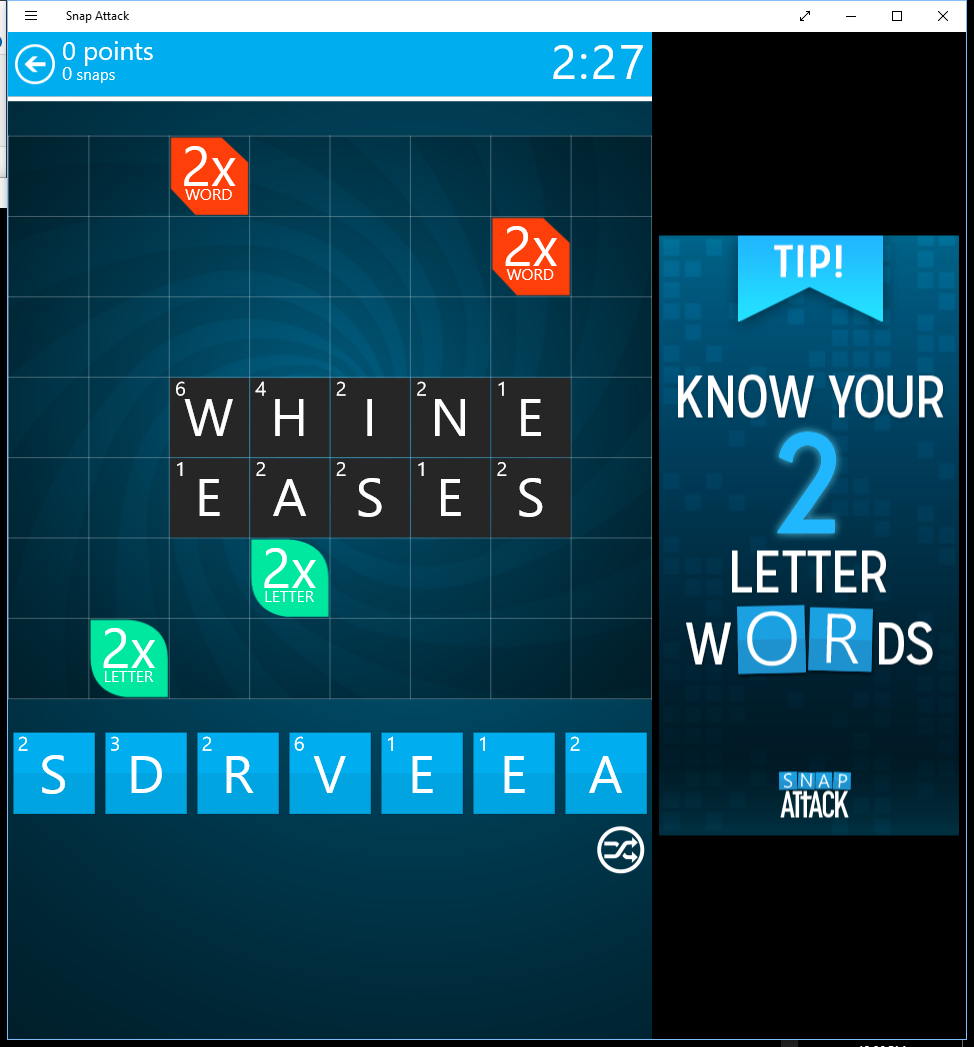 Snap Attack
0 points
0 snaps
2:27
2x
WORD
2x
WORD
6 W 4 H 2 I 2 N 1 E
1 E 2 A 2 S 1 E 2 S
2x
LETTER
2x
LETTER
2 S 3 D 2 R 6 V 1 E 1 E 2 A
TIP!
KNOW YOUR
2
LETTER
WORDS
SNAP
ATTACK